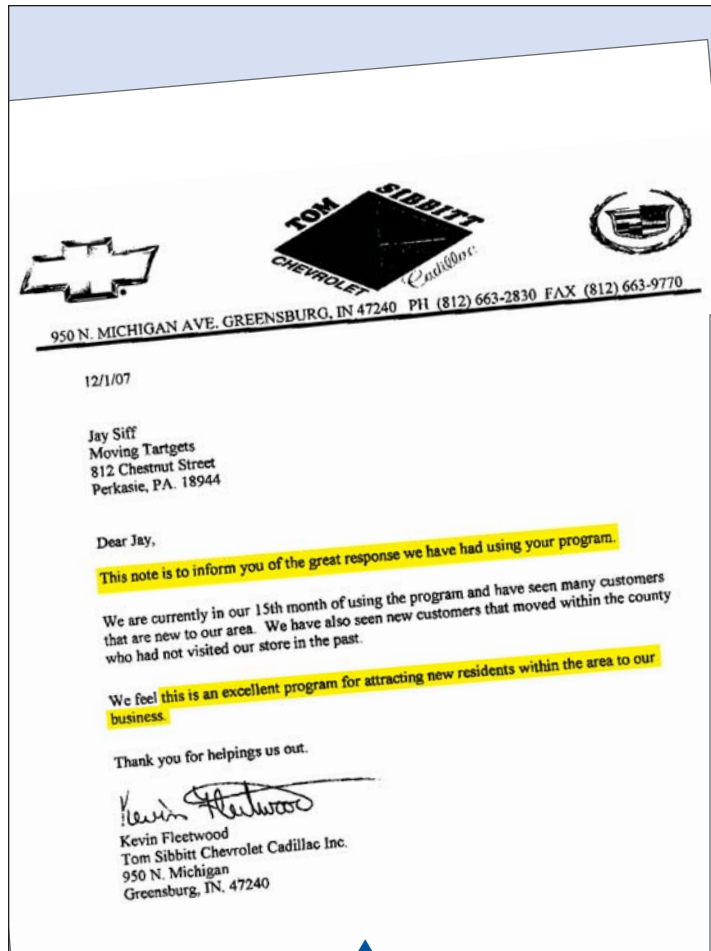 TOM SIBBITT
CHEVROLET Cadillac
950 N. MICHIGAN AVE. GREENSBURG, IN 47240 PH (812) 663-2830 FAX (812) 663-9770
12/1/07
Jay Siff
Moving Tartgets
812 Chestnut Street
Perkasie, PA. 18944
Dear Jay,
This note is to inform you of the great response we have had using your program.
We are currently in our 15th month of using the program and have seen many customers
that are new to our area. We have also seen new customers that moved within the county
who had not visited our store in the past.
We feel this is an excellent program for attracting new residents within the area to our
business.
Thank you for helpings us out.
Kevin Fleetwood
Kevin Fleetwood
Tom Sibbitt Chevrolet Cadillac Inc.
950 N. Michigan
Greensburg, IN. 47240